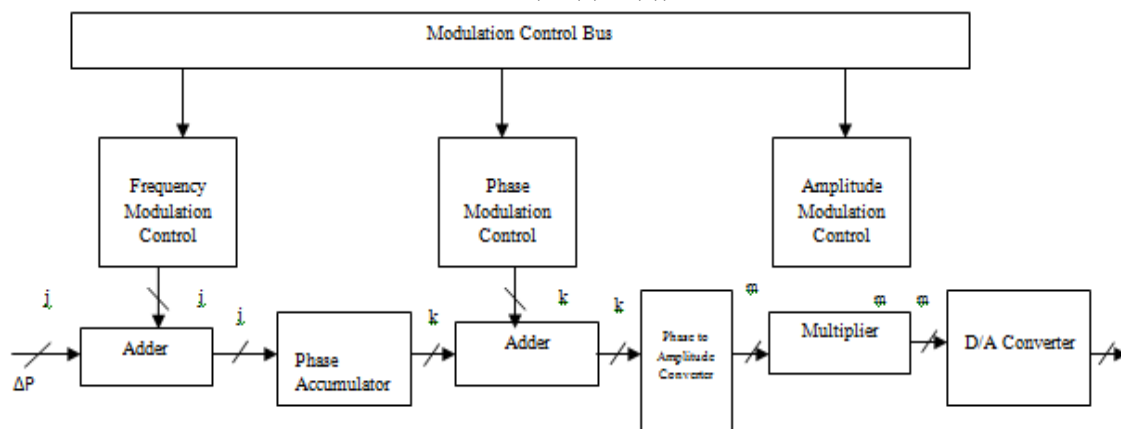 Modulation Control Bus
Frequency
Modulation
Control
Phase
Modulation
Control
Amplitude
Modulation
Control
j
j
j
k
k
k
m
m
m
ΔP
Adder
Phase
Accumulator
Adder
Phase to
Amplitude
Converter
Multiplier
D/A Converter